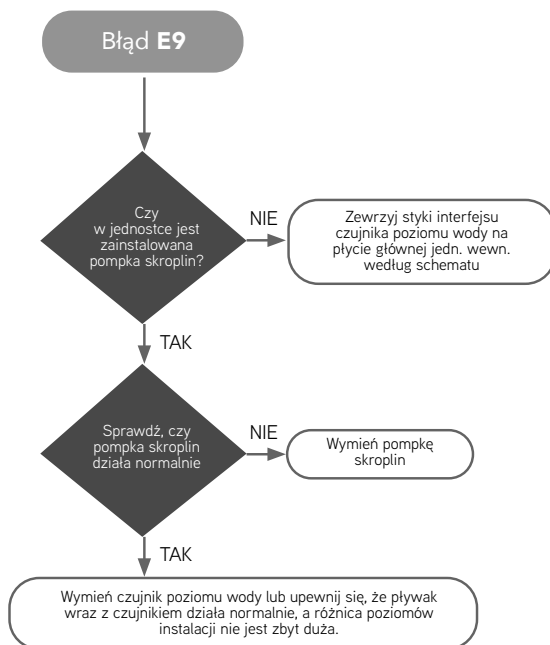 Błąd E9
Czy
w jednostce jest
zainstalowana
pompka skroplin?
NIE
Zewrzyj styki interfejsu
czujnika poziomu wody na
płycie głównej jedn. wewn.
według schematu
TAK
Sprawdź, czy
pompka skroplin
działa normalnie
NIE
Wymień pompkę
skroplin
TAK
Wymień czujnik poziomu wody lub upewnij się, że pływak
wraz z czujnikiem działa normalnie, a różnica poziomów
instalacji nie jest zbyt duża.